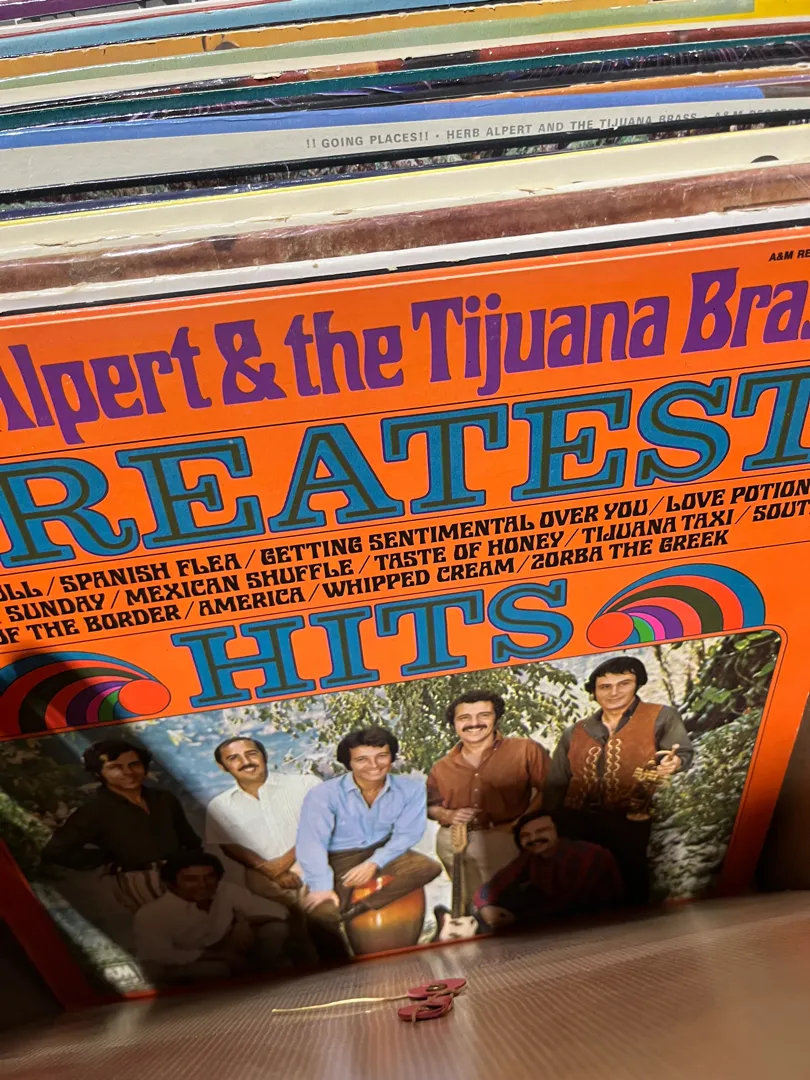 !! GOING PLACES!! • HERB ALPERT AND THE TIJUANA BRASS A&M
A&M RE
Alpert & the Tijuana Bras
REATEST
ULL / SPANISH FLEA / GETTING SENTIMENTAL OVER YOU / LOVE POTION
SUNDAY / MEXICAN SHUFFLE / TASTE OF HONEY / TIJUANA TAXI / SOUT
OF THE BORDER / AMERICA / WHIPPED CREAM / ZORBA THE GREEK
HITS
A&M